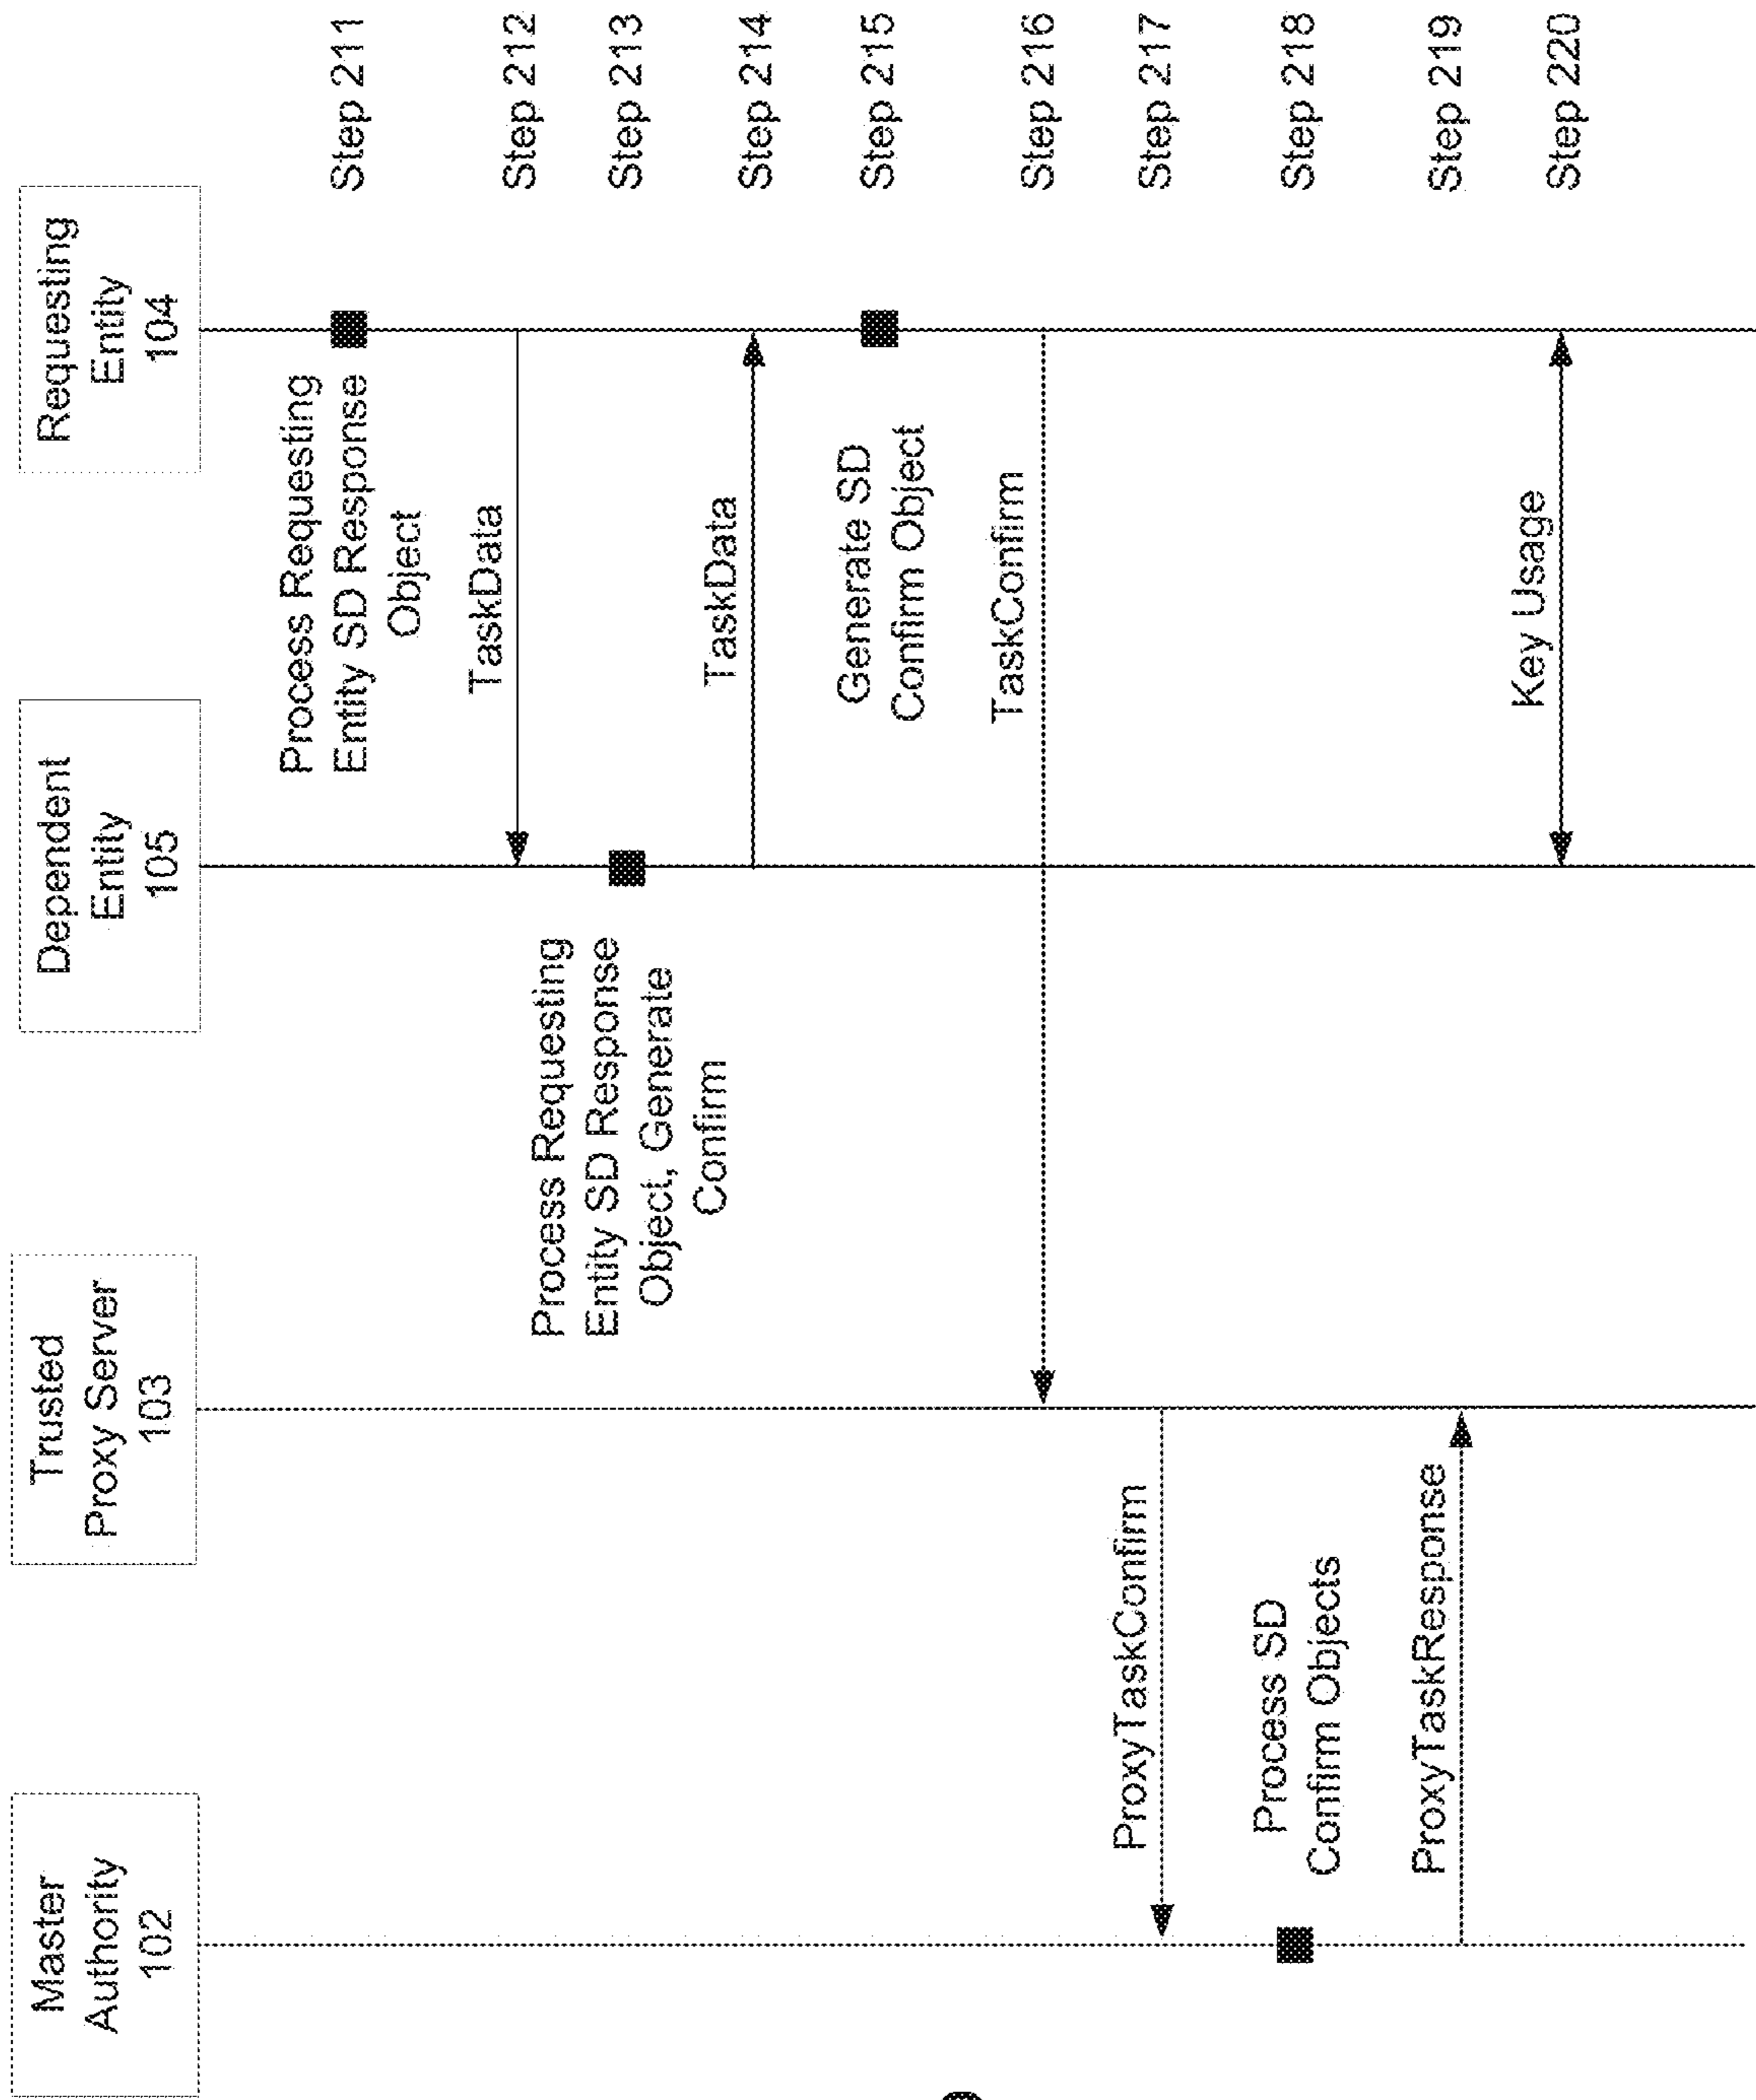 Master
Authority
102
Trusted
Proxy Server
103
Dependent
Entity
105
Requesting
Entity
104
Process Requesting
Entity SD Response
Object
Step 211
TaskData
Step 212
Process Requesting
Entity SD Response
Object, Generate
Confirm
Step 213
TaskData
Step 214
Generate SD
Confirm Object
Step 215
TaskConfirm
Step 216
ProxyTaskConfirm
Step 217
Process SD
Confirm Objects
Step 218
ProxyTaskResponse
Step 219
Key Usage
Step 220